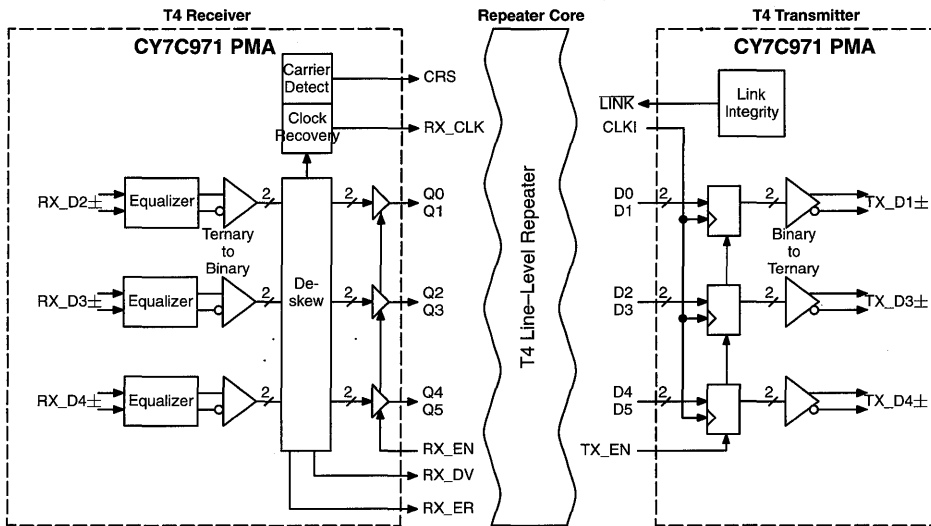 T4 Receiver
Repeater Core
T4 Transmitter
CY7C971 PMA
CY7C971 PMA
Carrier
Detect
CRS
Clock
Recovery
RX_CLK
LINK
Link
Integrity
CLKI
RX_D2±
Equalizer
2
2
Q0
Q1
Ternary
to
Binary
RX_D3±
Equalizer
2
De-
skew
2
Q2
Q3
RX_D4±
Equalizer
2
2
Q4
Q5
RX_EN
RX_DV
RX_ER
T4 Line–Level Repeater
D0
D1
2
2
TX_D1±
Binary
to
Ternary
D2
D3
2
2
TX_D3±
D4
D5
2
2
TX_D4±
TX_EN